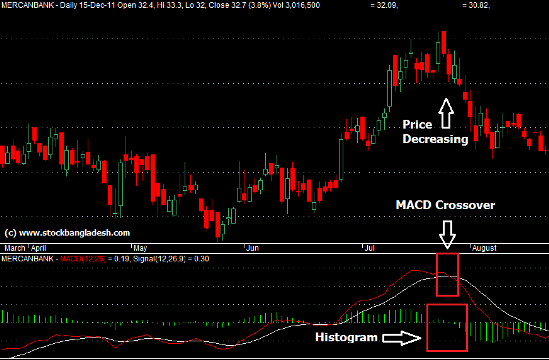 MERCANBANK - Daily 15-Dec-11 Open 32.4, Hi 33.3, Lo 32, Close 32.7 (3.8%) Vol 3,016,500 = 32.09, = 30.82,
Price
Decreasing
MACD Crossover
(c) www.stockbangladesh.com
March April May Jun Jul August
MERCANBANK - MACD(12,26) = 0.19, Signal(12,26,9) = 0.30
Histogram